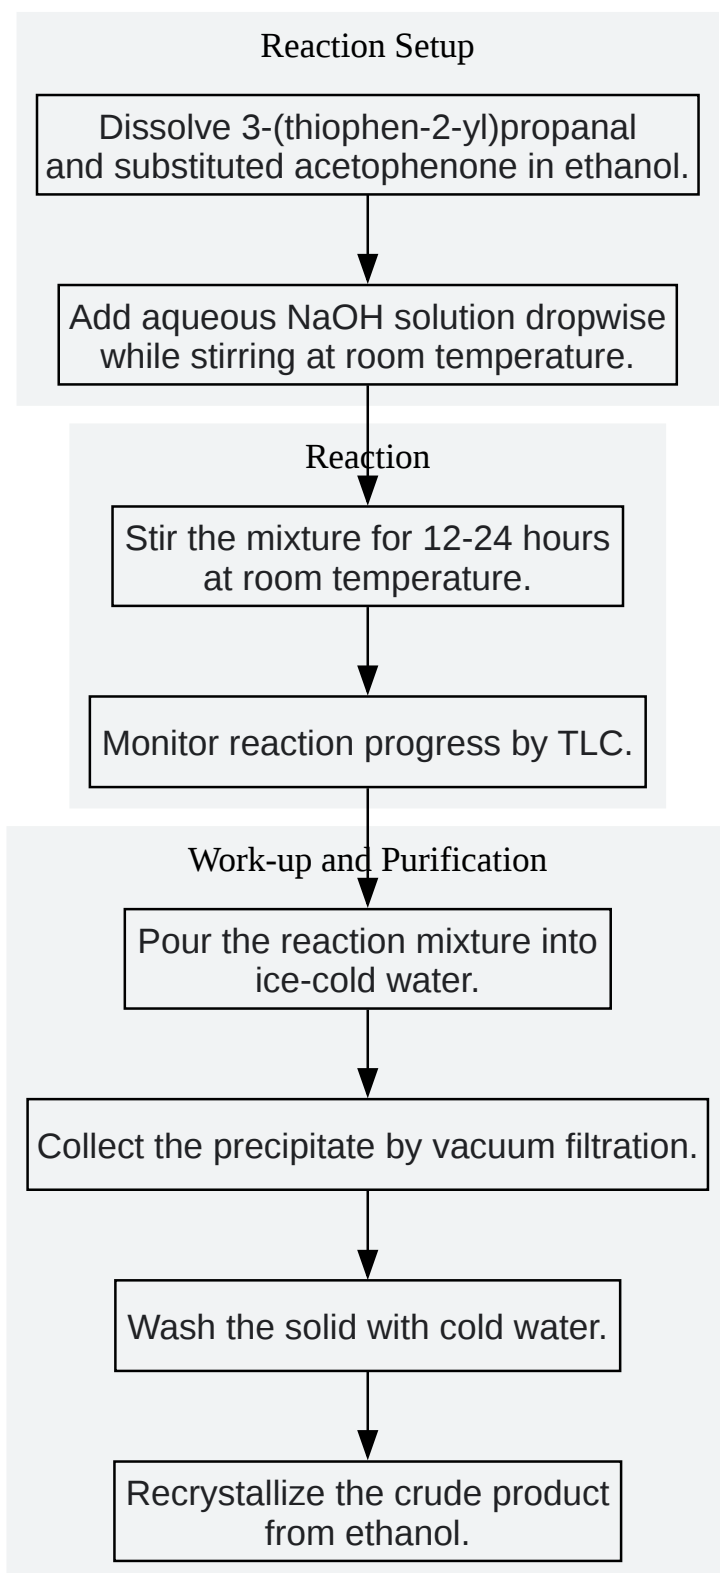 Reaction Setup
Dissolve 3-(thiophen-2-yl)propanal
and substituted acetophenone in ethanol.
Add aqueous NaOH solution dropwise
while stirring at room temperature.
Reaction
Stir the mixture for 12-24 hours
at room temperature.
Monitor reaction progress by TLC.
Work-up and Purification
Pour the reaction mixture into
ice-cold water.
Collect the precipitate by vacuum filtration.
Wash the solid with cold water.
Recrystallize the crude product
from ethanol.